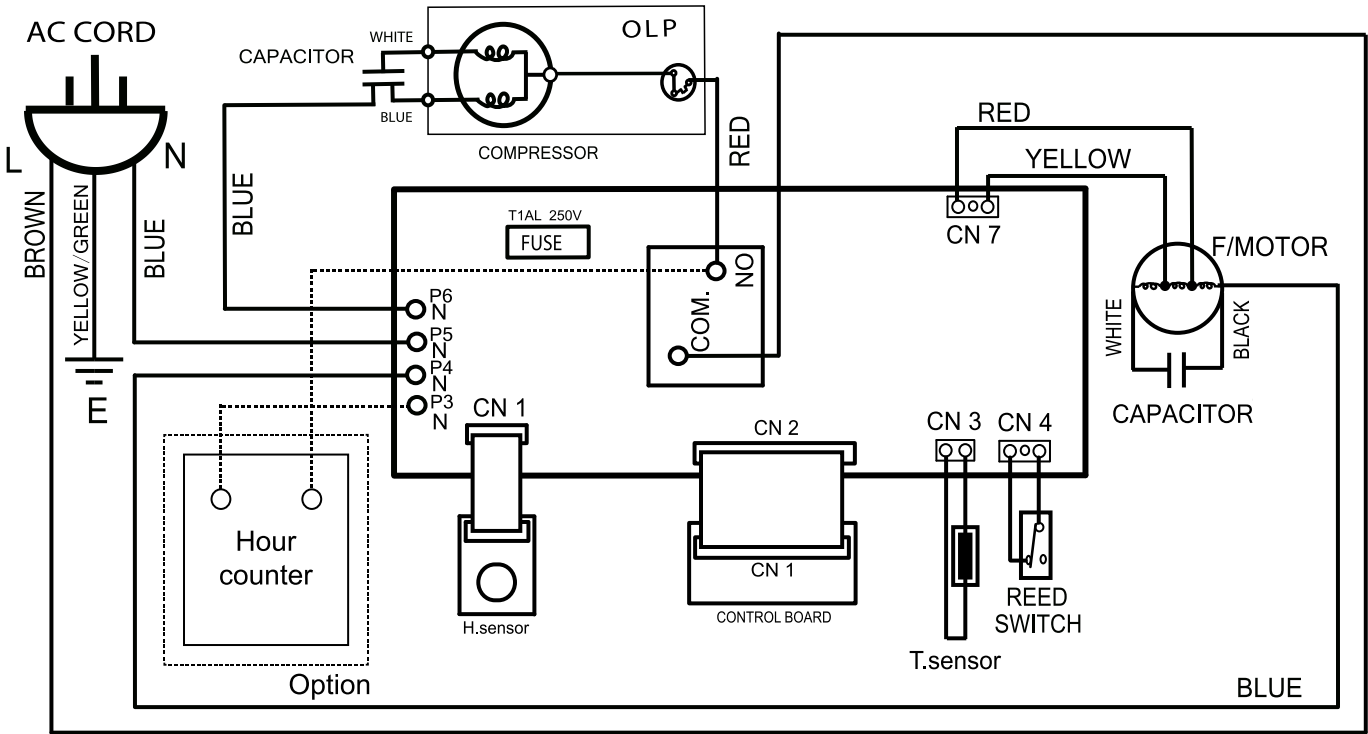 AC CORD
L
N
BROWN
YELLOW/GREEN
BLUE
E
CAPACITOR
WHITE
BLUE
OLP
COMPRESSOR
BLUE
RED
T1AL 250V
FUSE
NO
COM.
P6
N
P5
N
P4
N
P3
N
RED
YELLOW
CN 7
F/MOTOR
WHITE
BLACK
CAPACITOR
CN 1
H.sensor
CN 2
CN 1
CONTROL BOARD
CN 3
CN 4
T.sensor
REED
SWITCH
Hour
counter
Option
BLUE